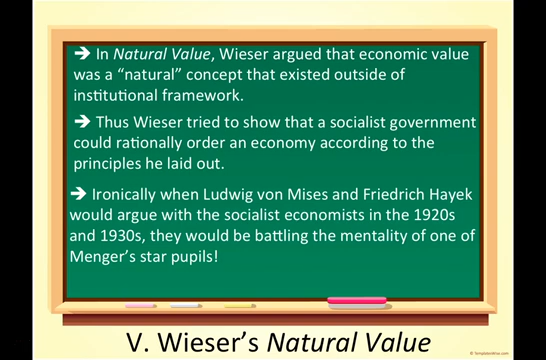 ➔ In Natural Value, Wieser argued that economic value
was a “natural” concept that existed outside of
institutional framework.
➔ Thus Wieser tried to show that a socialist government
could rationally order an economy according to the
principles he laid out.
➔ Ironically when Ludwig von Mises and Friedrich Hayek
would argue with the socialist economists in the 1920s
and 1930s, they would be battling the mentality of one of
Menger’s star pupils!
V. Wieser’s Natural Value